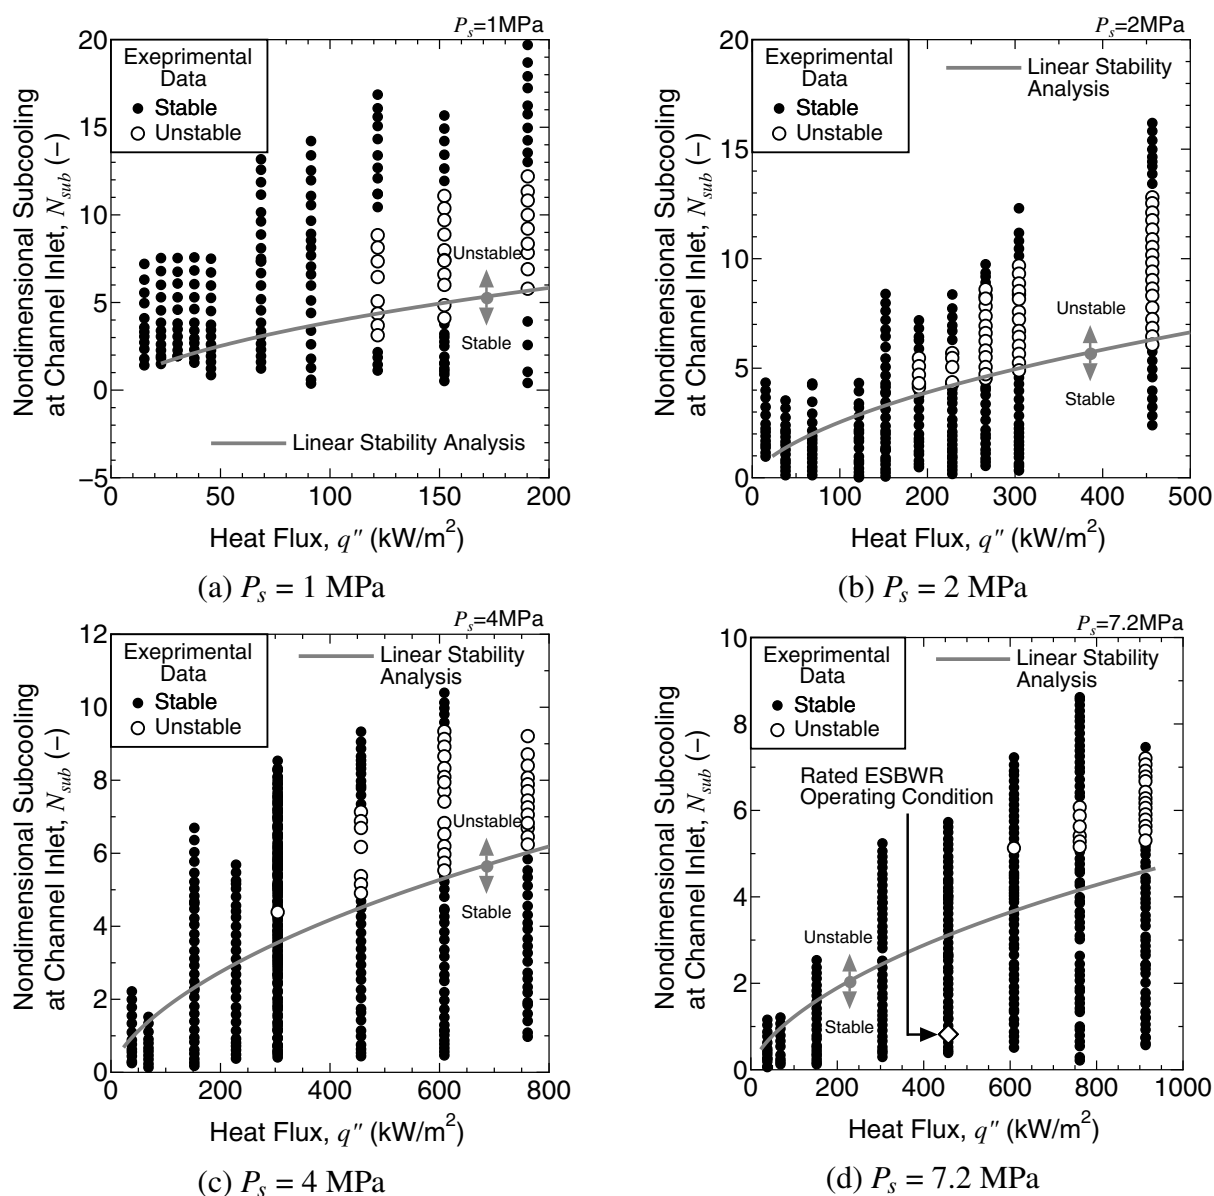 Pₛ=1MPa
20
15
10
5
0
−5
Exeprimental
Data
Stable
Unstable
Unstable
Stable
Linear Stability Analysis
0 50 100 150 200
Nondimensional Subcooling
at Channel Inlet, N_sub (−)
Heat Flux, q″ (kW/m²)
(a) Pₛ = 1 MPa
Pₛ=2MPa
15
10
5
0
Exeprimental
Data
Stable
Unstable
Linear Stability
Analysis
Unstable
Stable
0 100 200 300 400 500
Nondimensional Subcooling
at Channel Inlet, N_sub (−)
Heat Flux, q″ (kW/m²)
(b) Pₛ = 2 MPa
Pₛ=4MPa
12
10
8
6
4
2
0
Exeprimental
Data
Stable
Unstable
Linear Stability
Analysis
Unstable
Stable
0 200 400 600 800
Nondimensional Subcooling
at Channel Inlet, N_sub (−)
Heat Flux, q″ (kW/m²)
(c) Pₛ = 4 MPa
Pₛ=7.2MPa
10
8
6
4
2
0
Exeprimental
Data
Stable
Unstable
Linear Stability
Analysis
Rated ESBWR
Operating Condition
Unstable
Stable
0 200 400 600 800 1000
Nondimensional Subcooling
at Channel Inlet, N_sub (−)
Heat Flux, q″ (kW/m²)
(d) Pₛ = 7.2 MPa